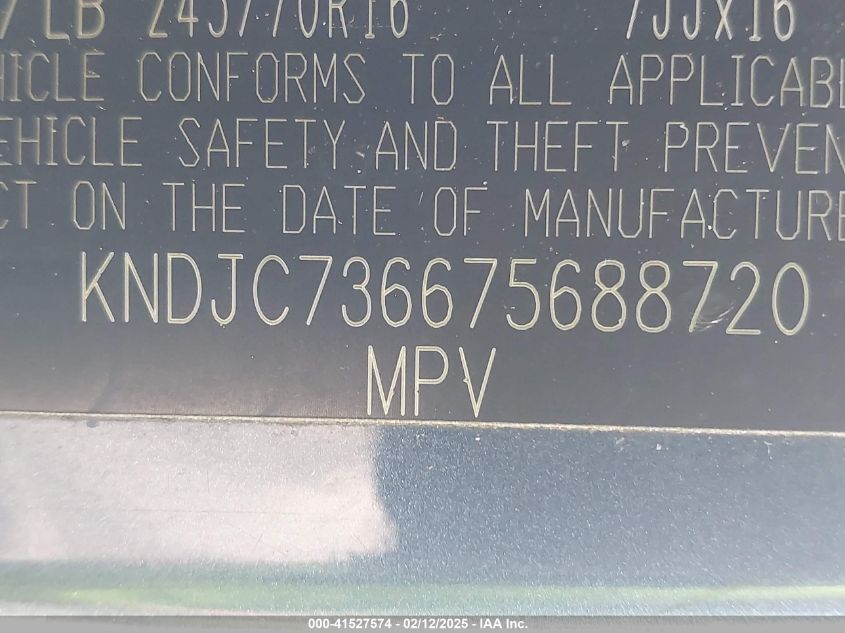 LB 245/70R16 7JJX16
HICLE CONFORMS TO ALL APPLICABL
EHICLE SAFETY AND THEFT PREVEN
CT ON THE DATE OF MANUFACTURE
KNDJC736675688720
MPV
000-41527574 - 02/12/2025 - IAA Inc.